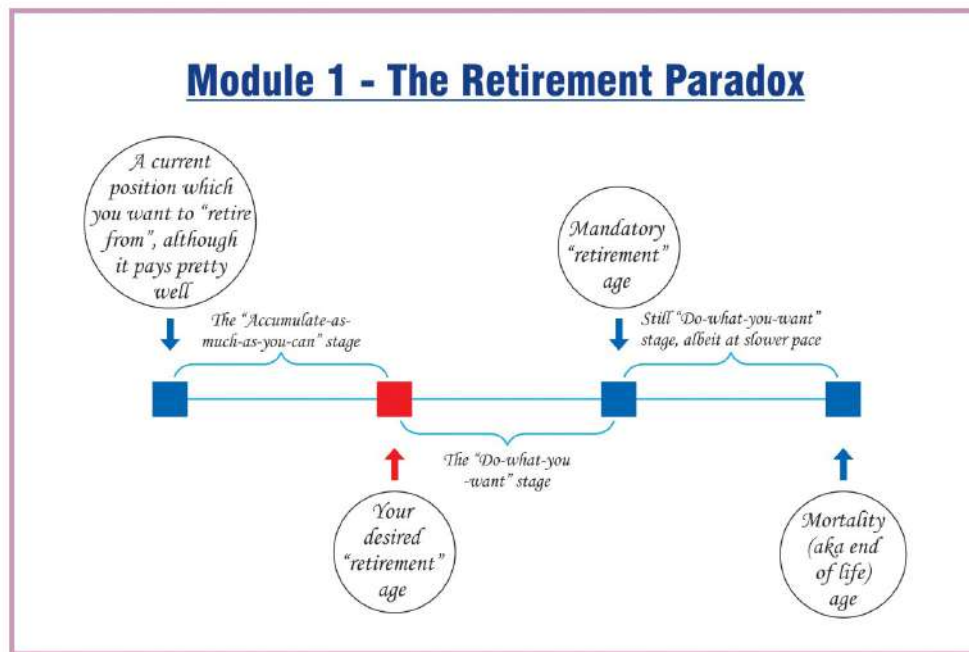 Module 1 - The Retirement Paradox
A current
position which
you want to “retire
from”, although
it pays pretty
well
Mandatory
“retirement”
age
The “Accumulate-as-
much-as-you-can” stage
Still “Do-what-you-want”
stage, albeit at slower pace
The “Do-what-you
-want” stage
Your
desired
“retirement”
age
Mortality
(aka end
of life)
age